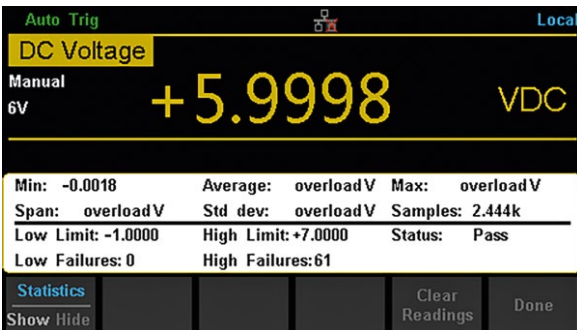 Auto Trig Local
DC Voltage
Manual
6V
+5.9998 VDC
Min: -0.0018 Average: overload V Max: overload V
Span: overload V Std dev: overload V Samples: 2.444k
Low Limit: -1.0000 High Limit: +7.0000 Status: Pass
Low Failures: 0 High Failures: 61
Statistics
Show Hide
Clear
Readings
Done